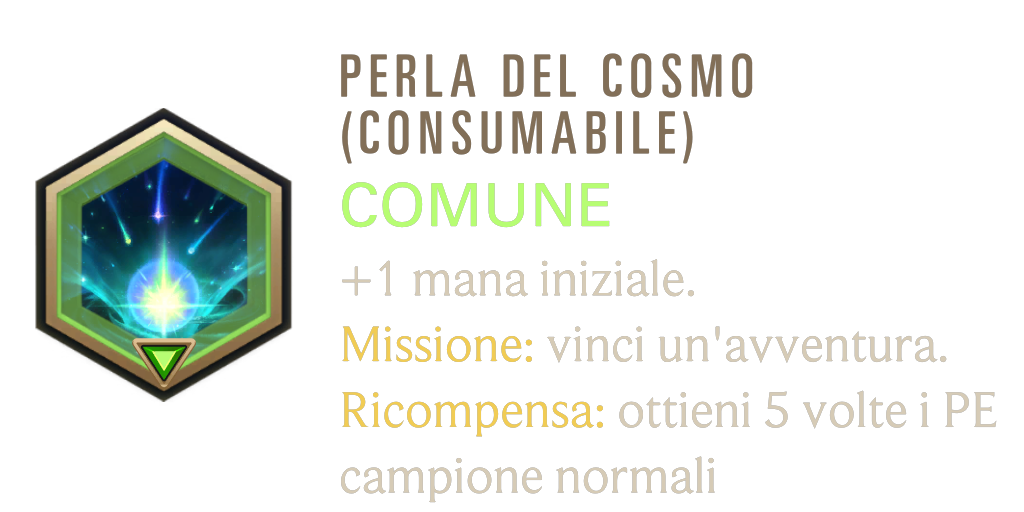 PERLA DEL COSMO
(CONSUMABILE)
COMUNE
+1 mana iniziale.
Missione: vinci un'avventura.
Ricompensa: ottieni 5 volte i PE
campione normali